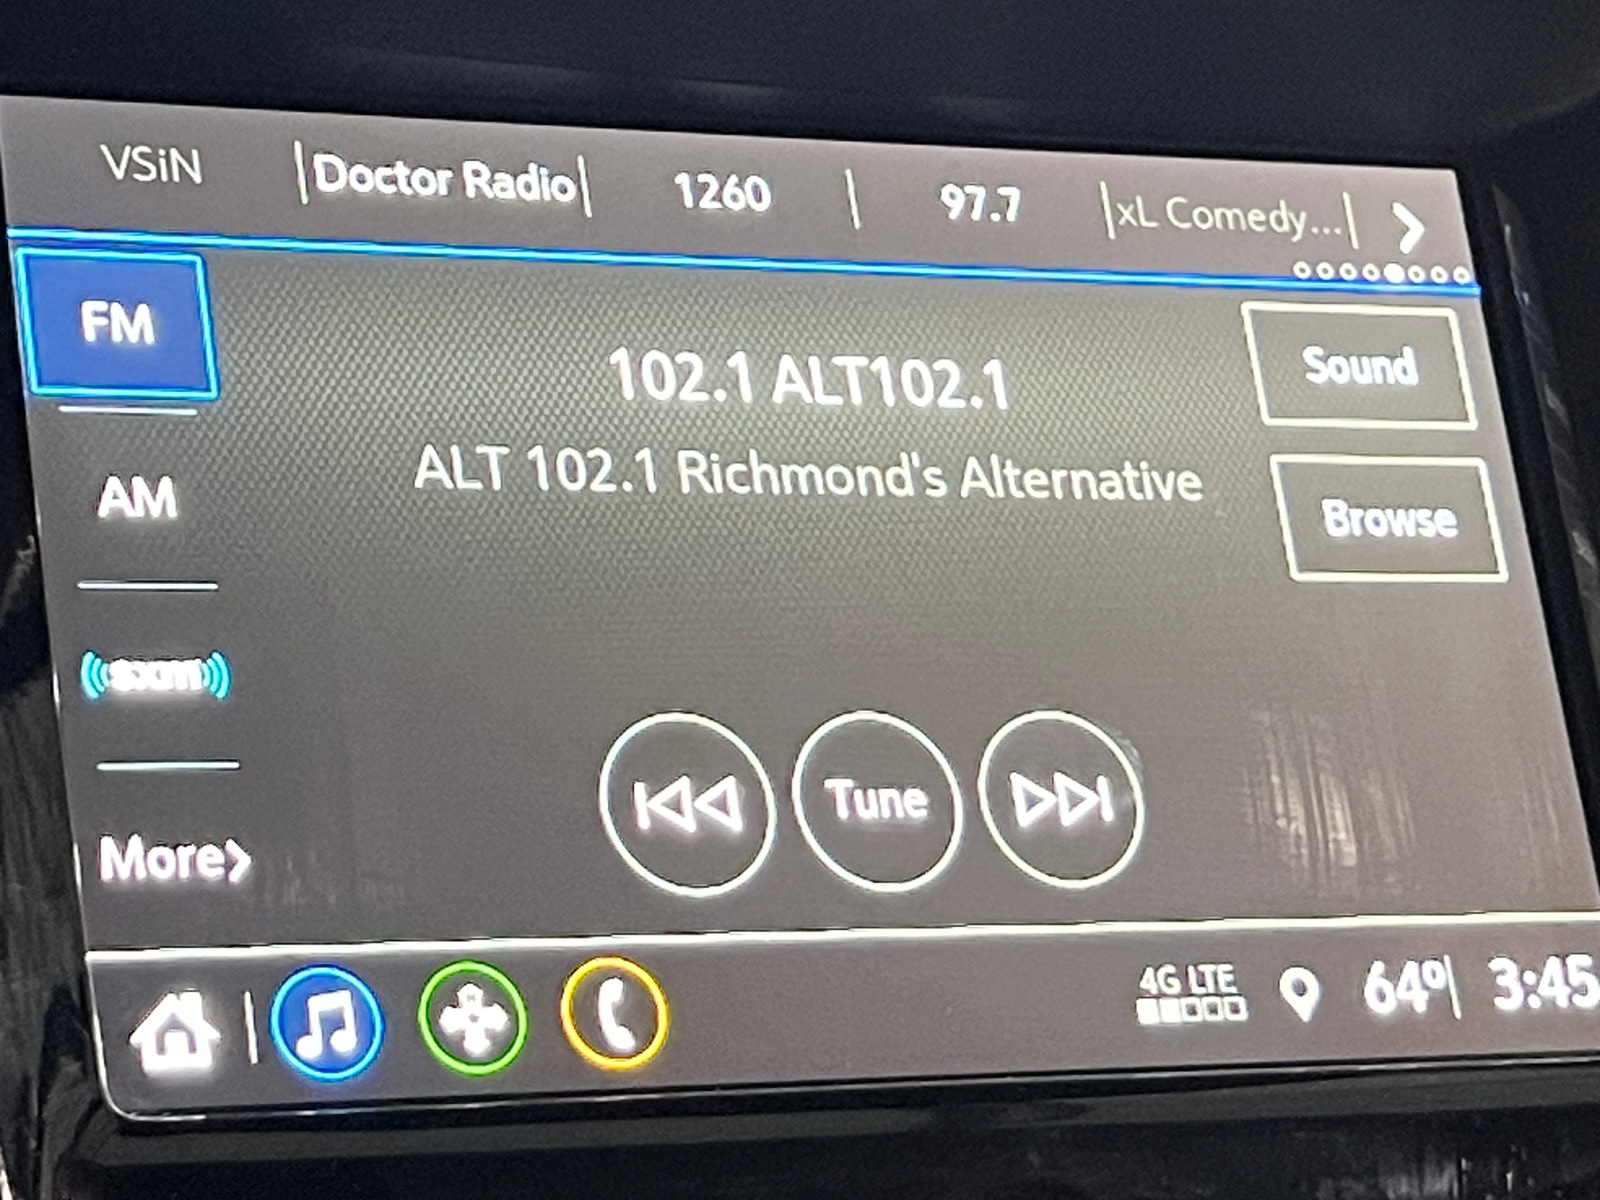 VSiN
Doctor Radio
1260
97.7
xL Comedy...
FM
102.1 ALT102.1
Sound
ALT 102.1 Richmond's Alternative
AM
Browse
sxm
Tune
More
4G LTE
64°
3:45